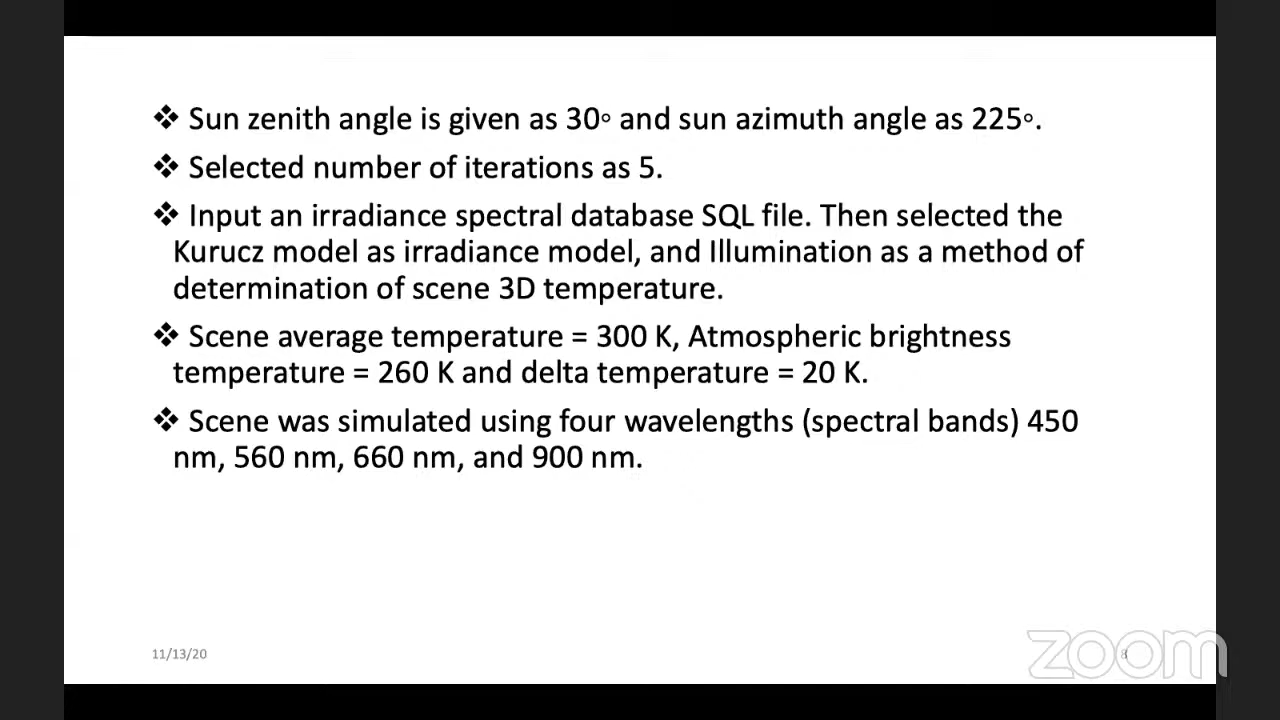 ❖ Sun zenith angle is given as 30° and sun azimuth angle as 225°.
❖ Selected number of iterations as 5.
❖ Input an irradiance spectral database SQL file. Then selected the
Kurucz model as irradiance model, and Illumination as a method of
determination of scene 3D temperature.
❖ Scene average temperature = 300 K, Atmospheric brightness
temperature = 260 K and delta temperature = 20 K.
❖ Scene was simulated using four wavelengths (spectral bands) 450
nm, 560 nm, 660 nm, and 900 nm.
11/13/20
8
zoom